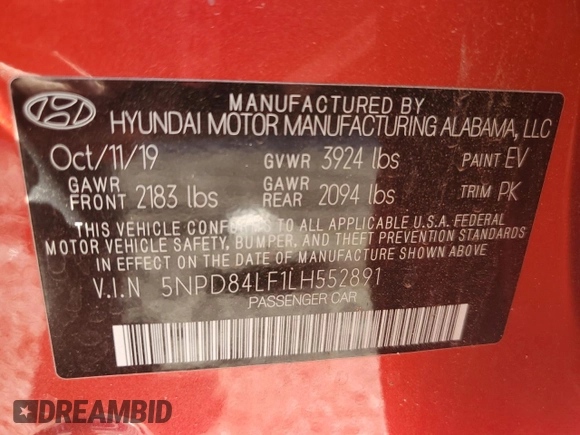 MANUFACTURED BY
HYUNDAI MOTOR MANUFACTURING ALABAMA, LLC
Oct/11/19 GVWR 3924 lbs PAINT EV
GAWR FRONT 2183 lbs GAWR REAR 2094 lbs TRIM PK
THIS VEHICLE CONFORMS TO ALL APPLICABLE U.S.A. FEDERAL
MOTOR VEHICLE SAFETY, BUMPER, AND THEFT PREVENTION
STANDARDS IN EFFECT ON THE DATE OF MANUFACTURE SHOWN ABOVE.
V.I.N 5NPD84LF1LH552891
PASSENGER CAR
DREAMBID